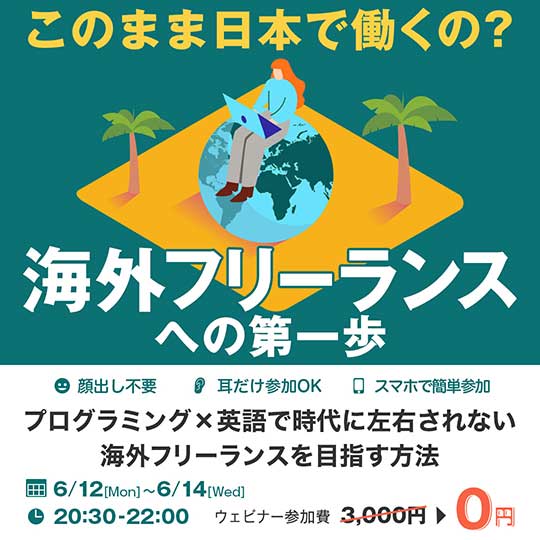 このまま日本で働くの?
海外フリーランス
への第一歩
顔出し不要 耳だけ参加OK スマホで簡単参加
プログラミング×英語で時代に左右されない
海外フリーランスを目指す方法
6/12[Mon]~6/14[Wed]
20:30-22:00 ウェビナー参加費 3,000円 ▶ 0円